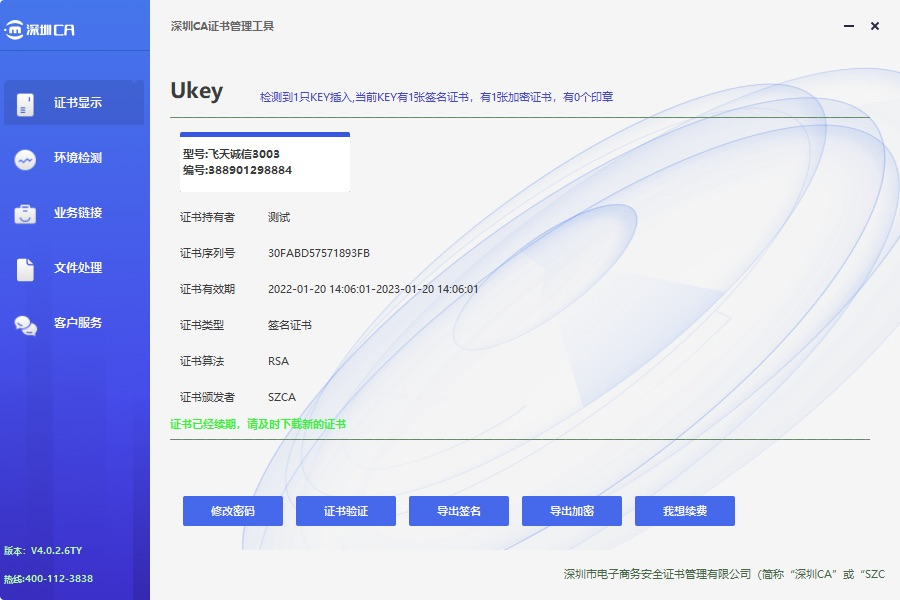 深圳CA
深圳CA证书管理工具
证书显示
环境检测
业务链接
文件处理
客户服务
版本: V4.0.2.6TY
热线:400-112-3838
Ukey
检测到1只KEY插入,当前KEY有1张签名证书，有1张加密证书，有0个印章
型号:飞天诚信3003
编号:388901298884
证书持有者 测试
证书序列号 30FABD57571893FB
证书有效期 2022-01-20 14:06:01-2023-01-20 14:06:01
证书类型 签名证书
证书算法 RSA
证书颁发者 SZCA
证书已经续期，请及时下载新的证书
修改密码 证书验证 导出签名 导出加密 我想续费
深圳市电子商务安全证书管理有限公司（简称“深圳CA”或“SZC